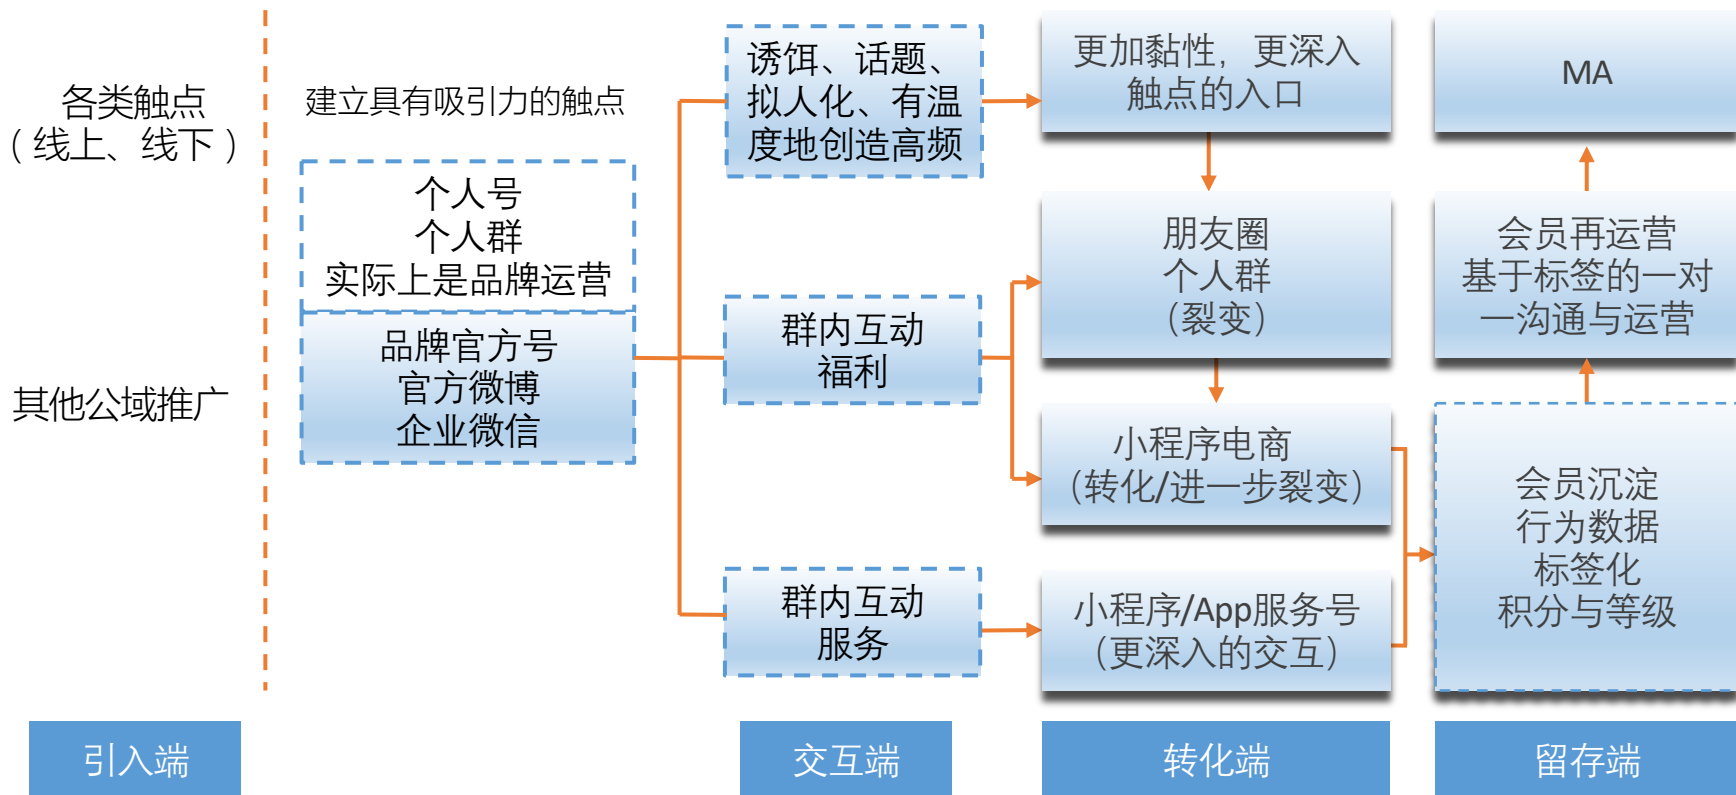 各类触点
（线上、线下）
其他公域推广
建立具有吸引力的触点
个人号
个人群
实际上是品牌运营
品牌官方号
官方微博
企业微信
诱饵、话题、
拟人化、有温
度地创造高频
群内互动
福利
群内互动
服务
更加黏性，更深入
触点的入口
朋友圈
个人群
（裂变）
小程序电商
（转化/进一步裂变）
小程序/App服务号
（更深入的交互）
MA
会员再运营
基于标签的一对
一沟通与运营
会员沉淀
行为数据
标签化
积分与等级
引入端
交互端
转化端
留存端